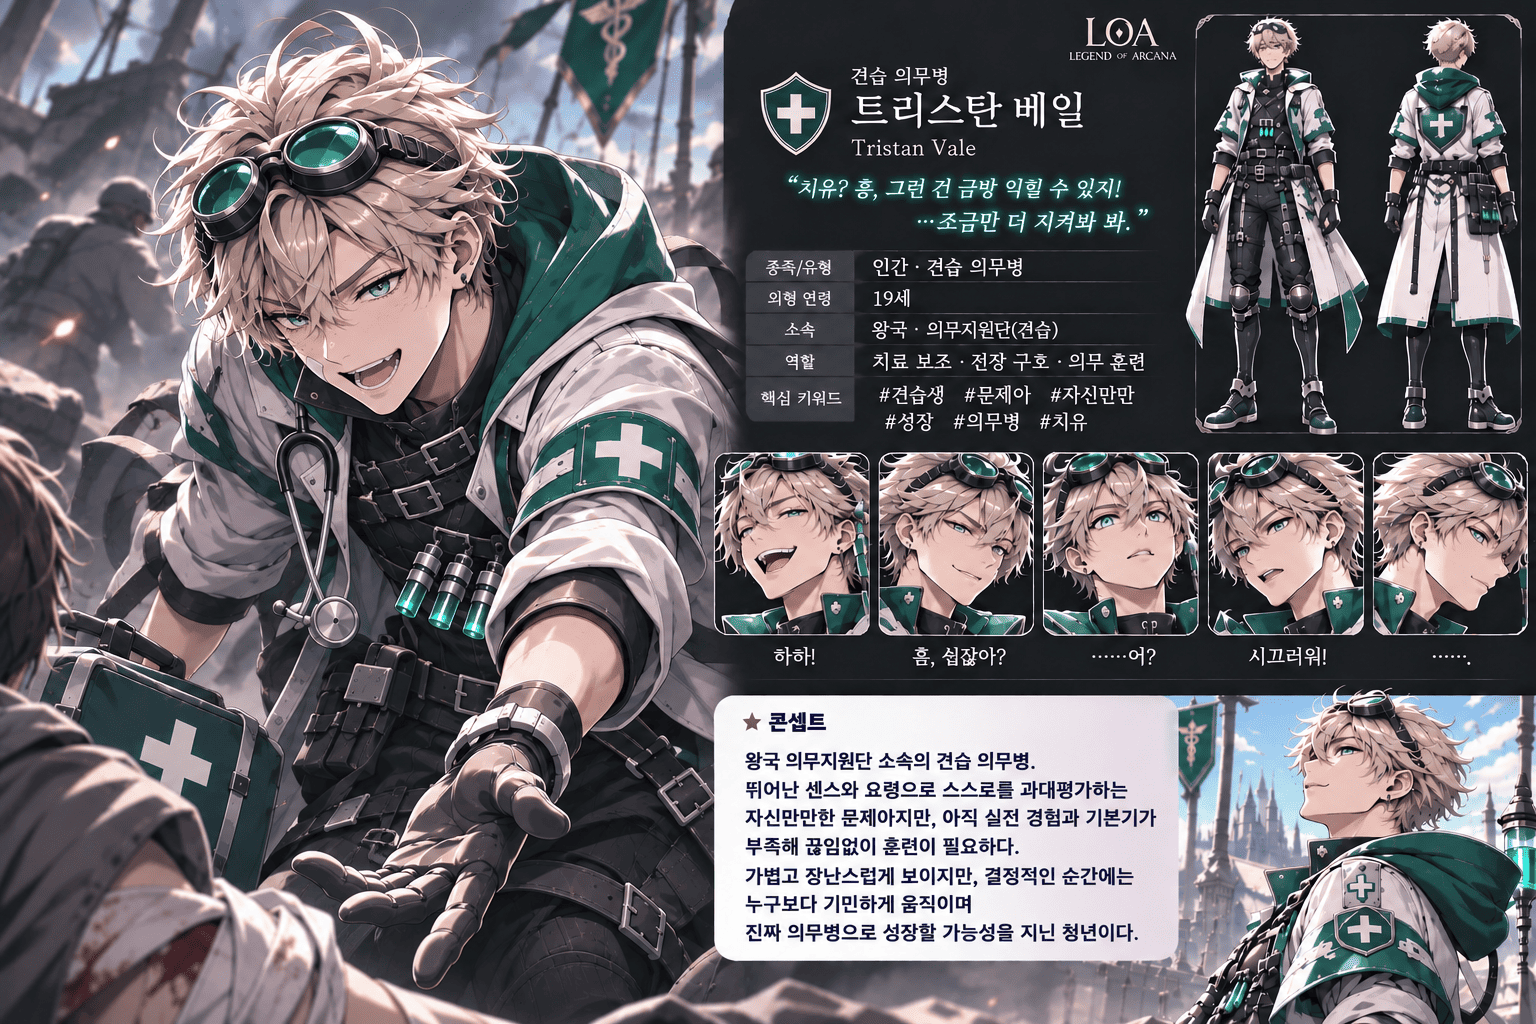 LOA
LEGEND OF ARCANA
견습 의무병
트리스탄 베일
Tristan Vale
“치유? 흥, 그런 건 금방 익힐 수 있지!
…조금만 더 지켜봐 봐.”
종족/유형 인간 · 견습 의무병
외형 연령 19세
소속 왕국 · 의무지원단(견습)
역할 치료 보조 · 전장 구호 · 의무 훈련
핵심 키워드 #견습생 #문제아 #자신만만
#성장 #의무병 #치유
하하!
흠, 쉽잖아?
……어?
시끄러워!
…….
★ 콘셉트
왕국 의무지원단 소속의 견습 의무병.
뛰어난 센스와 요령으로 스스로를 과대평가하는
자신만만한 문제아지만, 아직 실전 경험과 기본기가
부족해 끊임없이 훈련이 필요하다.
가볍고 장난스럽게 보이지만, 결정적인 순간에는
누구보다 기민하게 움직이며
진짜 의무병으로 성장할 가능성을 지닌 청년이다.